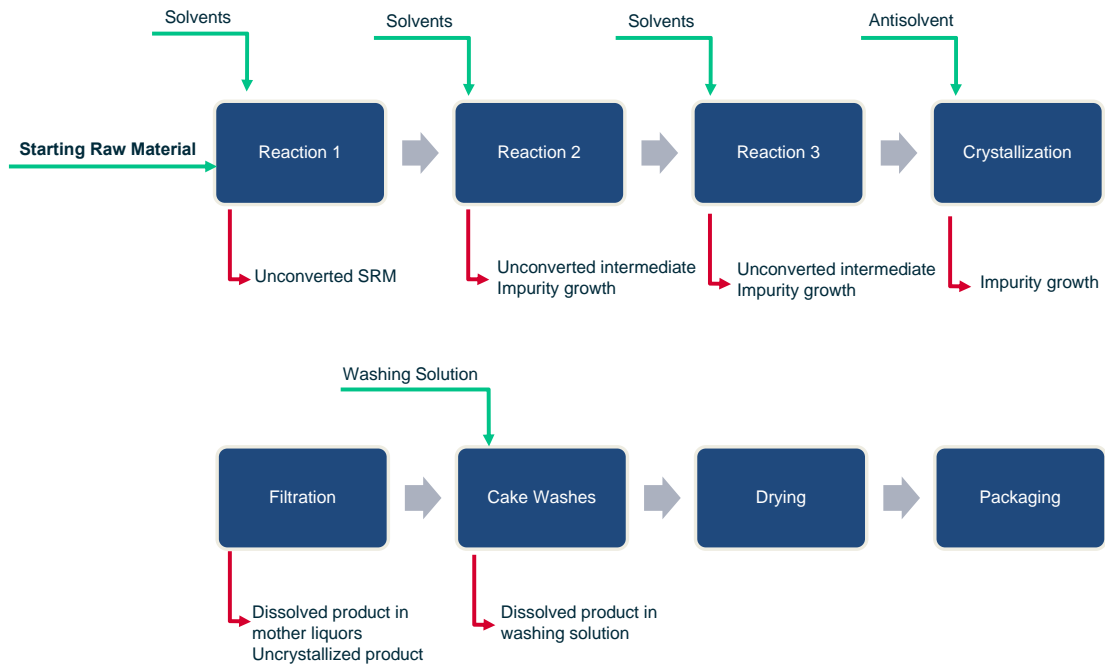 Solvents
Solvents
Solvents
Antisolvent
Starting Raw Material
Reaction 1
Reaction 2
Reaction 3
Crystallization
Unconverted SRM
Unconverted intermediate
Impurity growth
Unconverted intermediate
Impurity growth
Impurity growth
Washing Solution
Filtration
Cake Washes
Drying
Packaging
Dissolved product in
mother liquors
Uncrystallized product
Dissolved product in
washing solution